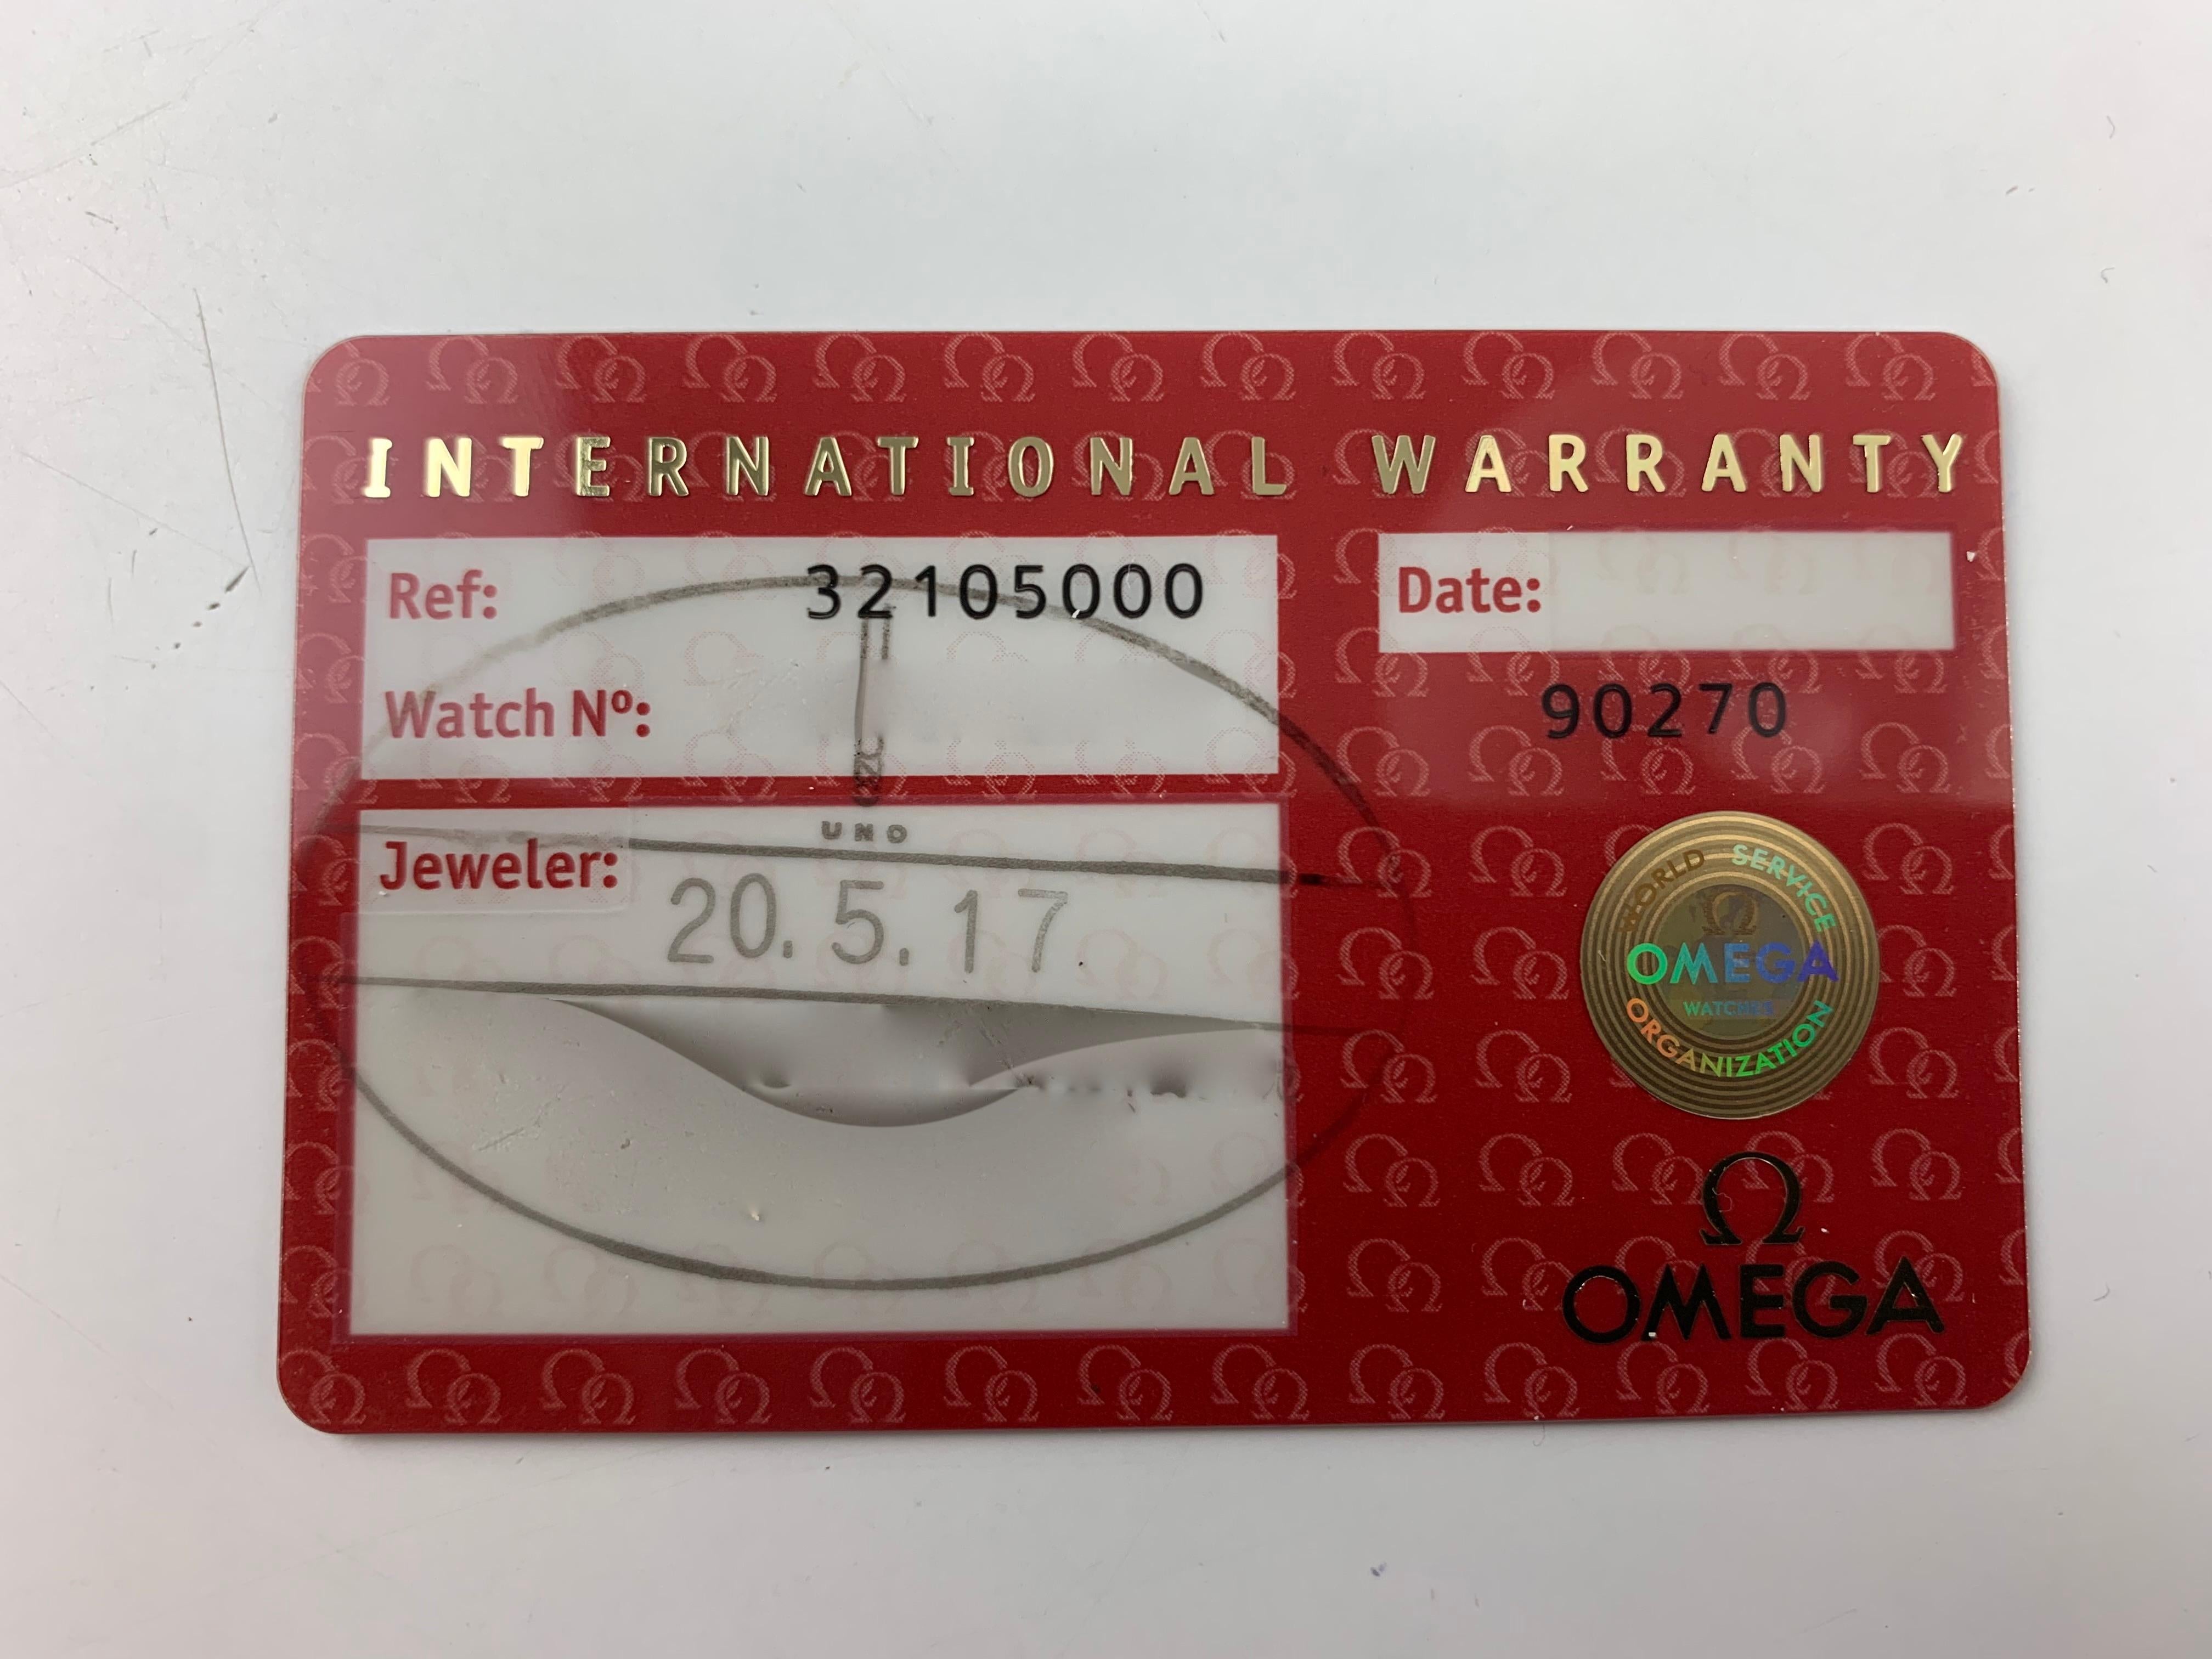 INTERNATIONAL WARRANTY
Ref: 32105000
Date:
Watch Nº:
90270
UNO
Jeweler:
20. 5. 17
WORLD SERVICE
OMEGA
WATCHES
ORGANIZATION
Ω
OMEGA